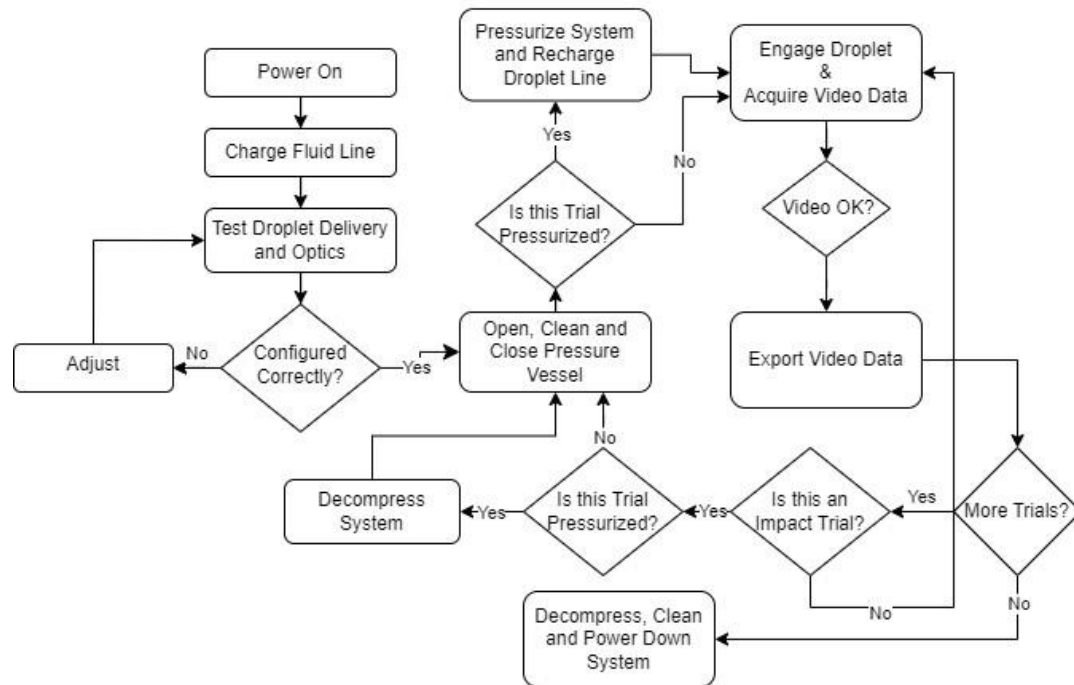 Power On
Charge Fluid Line
Test Droplet Delivery
and Optics
Configured
Correctly?
No
Adjust
Yes
Open, Clean and
Close Pressure
Vessel
Is this Trial
Pressurized?
Yes
Pressurize System
and Recharge
Droplet Line
No
Engage Droplet
&
Acquire Video Data
Video OK?
Export Video Data
More Trials?
Yes
Is this an
Impact Trial?
Yes
Is this Trial
Pressurized?
Yes
Decompress
System
No
No
No
Decompress, Clean
and Power Down
System